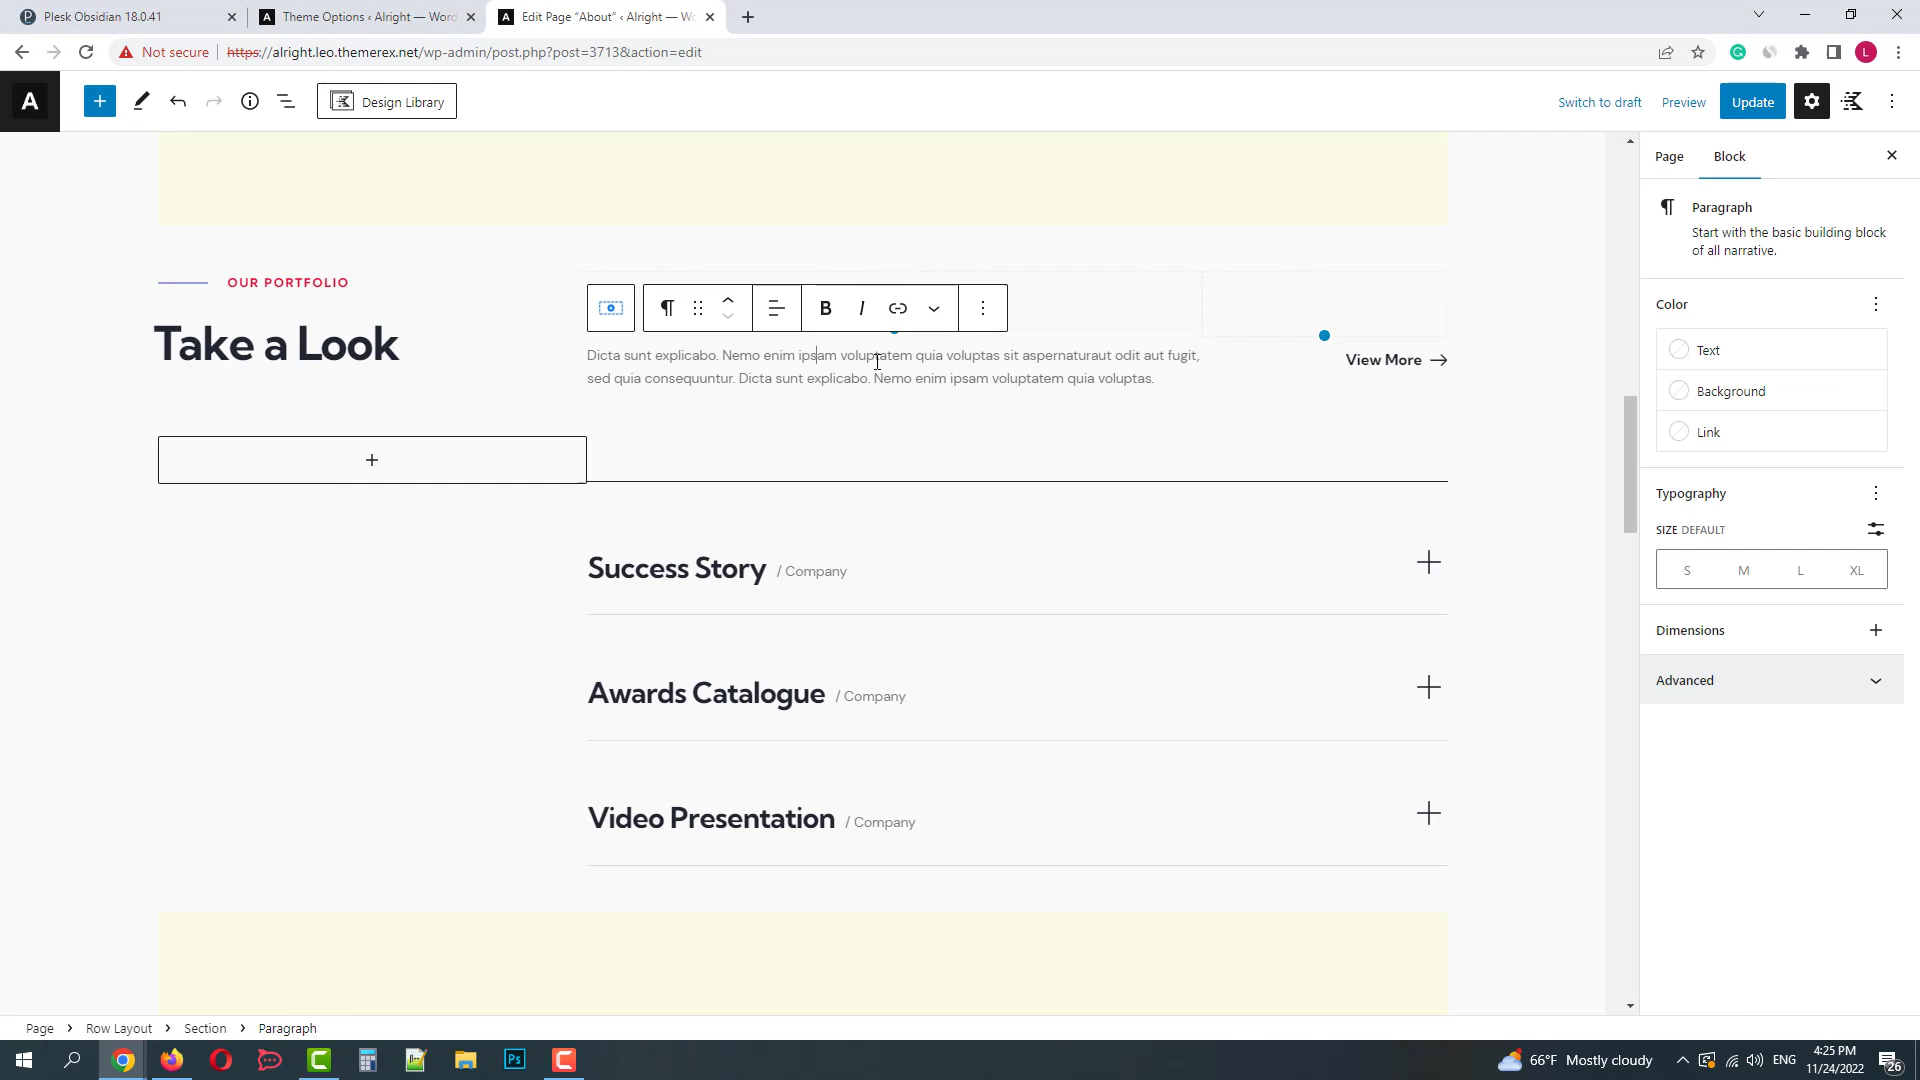 Plesk Obsidian 18.0.41
Theme Options ‹ Alright — Word
Edit Page “About” ‹ Alright — Wo
Not secure
https://alright.leo.themerex.net/wp-admin/post.php?post=3713&action=edit
L
A
Design Library
Switch to draft
Preview
Update
Page
Block
Paragraph
Start with the basic building block
of all narrative.
OUR PORTFOLIO
Take a Look
B I
Dicta sunt explicabo. Nemo enim ipsam voluptatem quia voluptas sit aspernaturaut odit aut fugit,
sed quia consequuntur. Dicta sunt explicabo. Nemo enim ipsam voluptatem quia voluptas.
View More
Color
Text
Background
Link
Typography
SIZE DEFAULT
S M L XL
Dimensions
Advanced
Success Story / Company
Awards Catalogue / Company
Video Presentation / Company
Page
Row Layout
Section
Paragraph
Ps
66°F Mostly cloudy
ENG
4:25 PM
11/24/2022
26